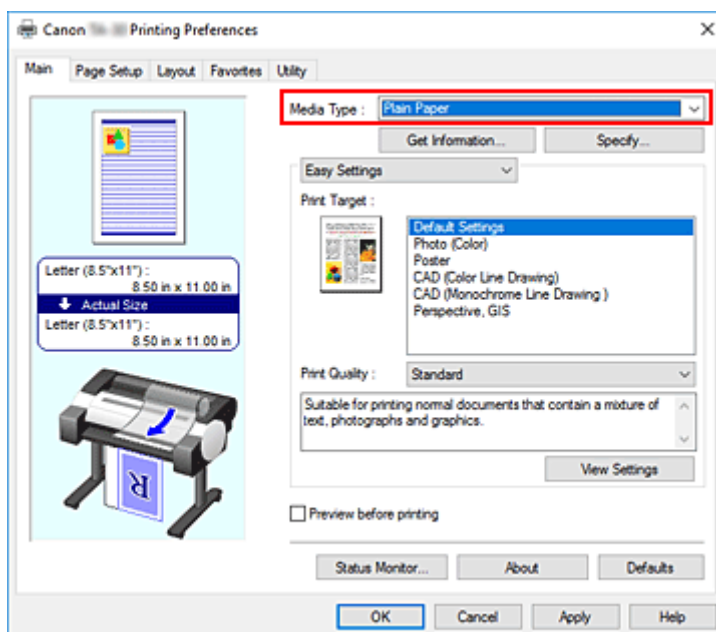 Canon Printing Preferences
Main Page Setup Layout Favorites Utility
Media Type : Plain Paper
Get Information... Specify...
Easy Settings
Print Target :
Default Settings
Photo (Color)
Poster
CAD (Color Line Drawing)
CAD (Monochrome Line Drawing )
Perspective, GIS
Letter (8.5"x11") :
8.50 in x 11.00 in
Actual Size
Letter (8.5"x11") :
8.50 in x 11.00 in
Print Quality : Standard
Suitable for printing normal documents that contain a mixture of
text, photographs and graphics.
View Settings
R
Preview before printing
Status Monitor... About Defaults
OK Cancel Apply Help